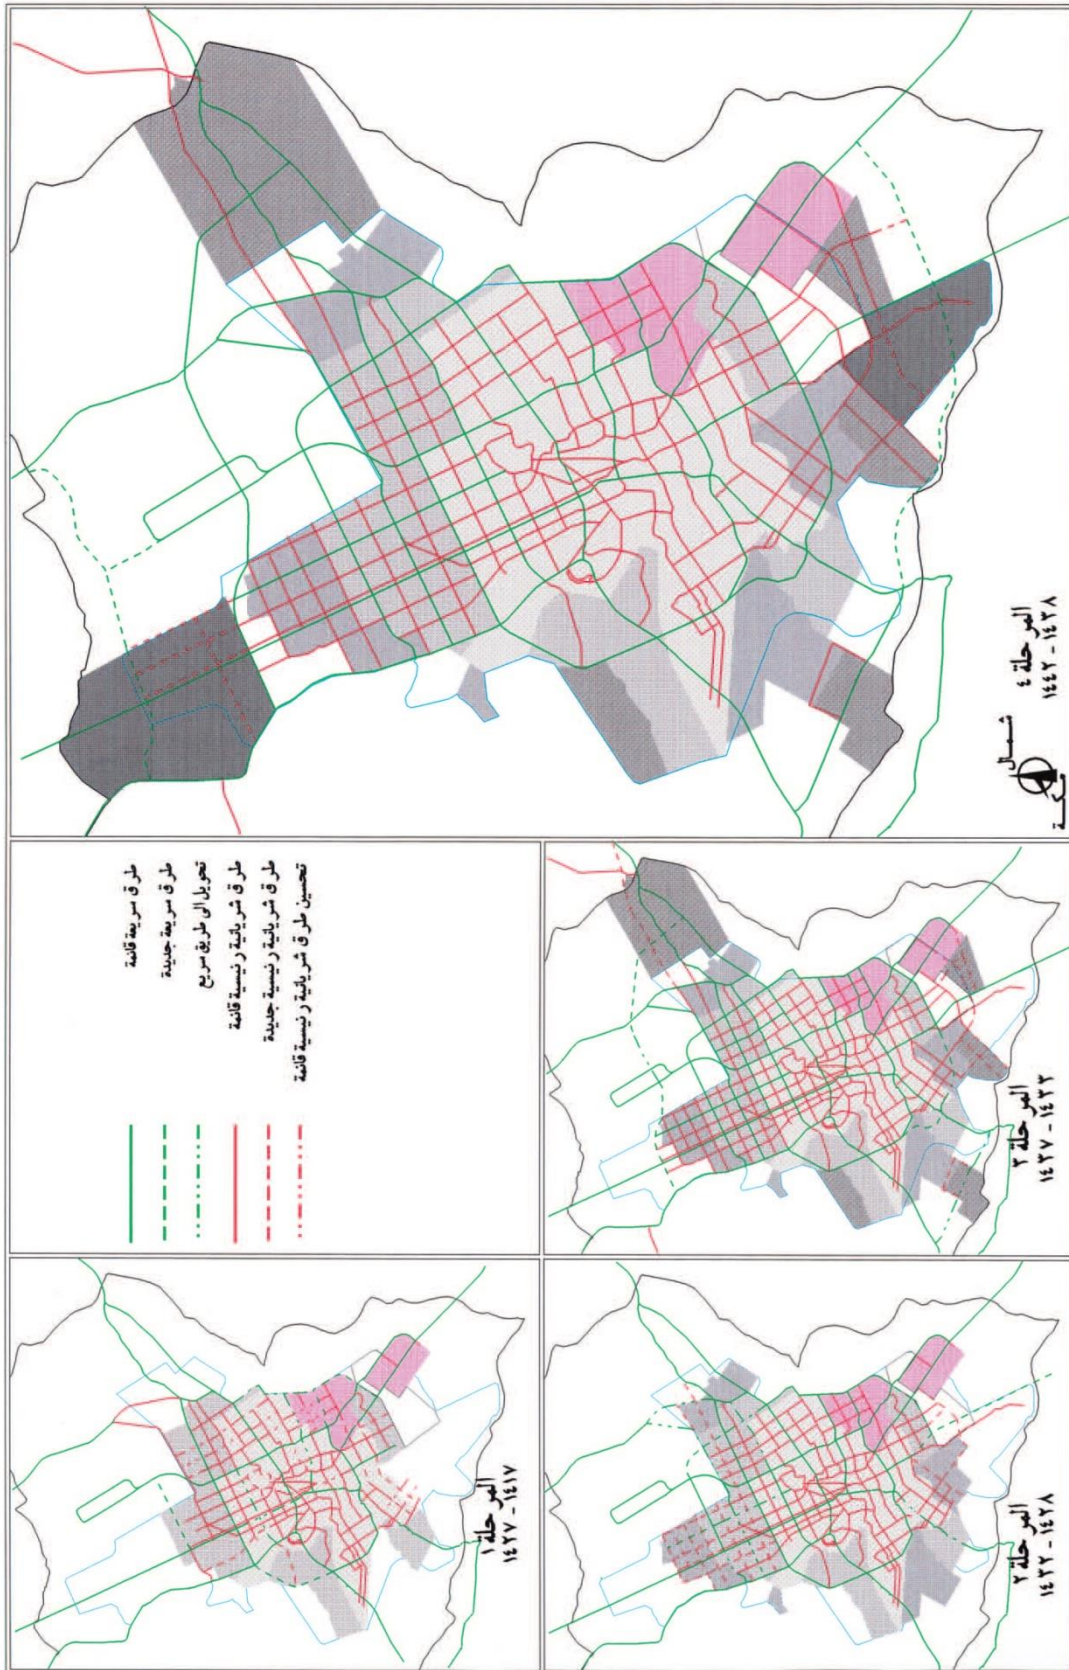 المرحلة ٤
١٤٣٨ - ١٤٤٢
شمال
مكة
طرق سريعة قائمة
طرق سريعة جديدة
تحويل الى طريق سريع
طرق شريانية رئيسية قائمة
طرق شريانية رئيسية جديدة
تحسين طرق شريانية رئيسية قائمة
المرحلة ٣
١٤٣٣ - ١٤٣٧
المرحلة ١
١٤١٧ - ١٤٢٧
المرحلة ٢
١٤٢٨ - ١٤٣٢